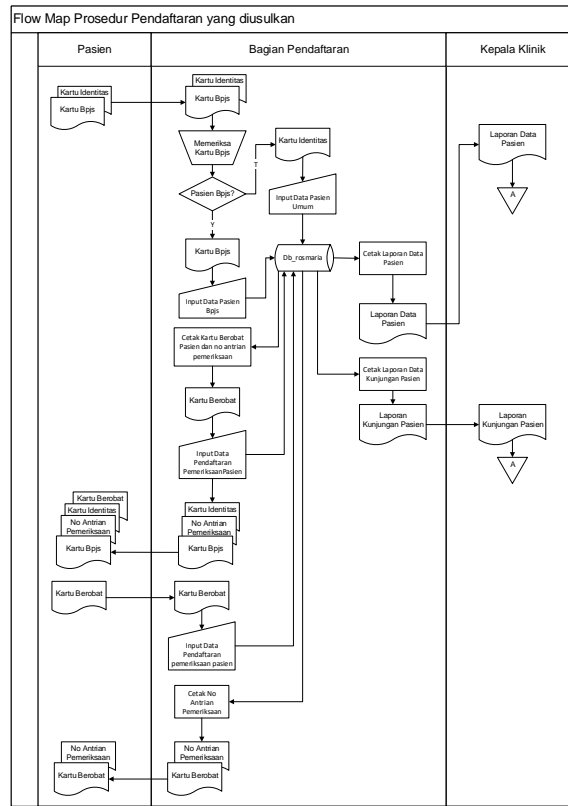 Flow Map Prosedur Pendaftaran yang diusulkan
Pasien
Bagian Pendaftaran
Kepala Klinik
Kartu Identitas
Kartu Bpjs
Kartu Identitas
Kartu Bpjs
Memeriksa
Kartu Bpjs
Pasien Bpjs?
T
Y
Kartu Identitas
Input Data Pasien
Umum
Kartu Bpjs
Input Data Pasien
Bpjs
Db_rosmaria
Cetak Laporan Data
Pasien
Laporan Data
Pasien
Laporan Data
Pasien
A
Cetak Kartu Berobat
Pasien dan no antrian
pemeriksaan
Kartu Berobat
Input Data
Pendaftaran
PemeriksaanPasien
Cetak Laporan Data
Kunjungan Pasien
Laporan
Kunjungan Pasien
Laporan
Kunjungan Pasien
A
Kartu Identitas
No Antrian
Pemeriksaan
Kartu Bpjs
Kartu Berobat
Kartu Identitas
No Antrian
Pemeriksaan
Kartu Bpjs
Kartu Berobat
Kartu Berobat
Input Data
Pendaftaran
pemeriksaan pasien
Cetak No
Antrian
Pemeriksaan
No Antrian
Pemeriksaan
Kartu Berobat
No Antrian
Pemeriksaan
Kartu Berobat